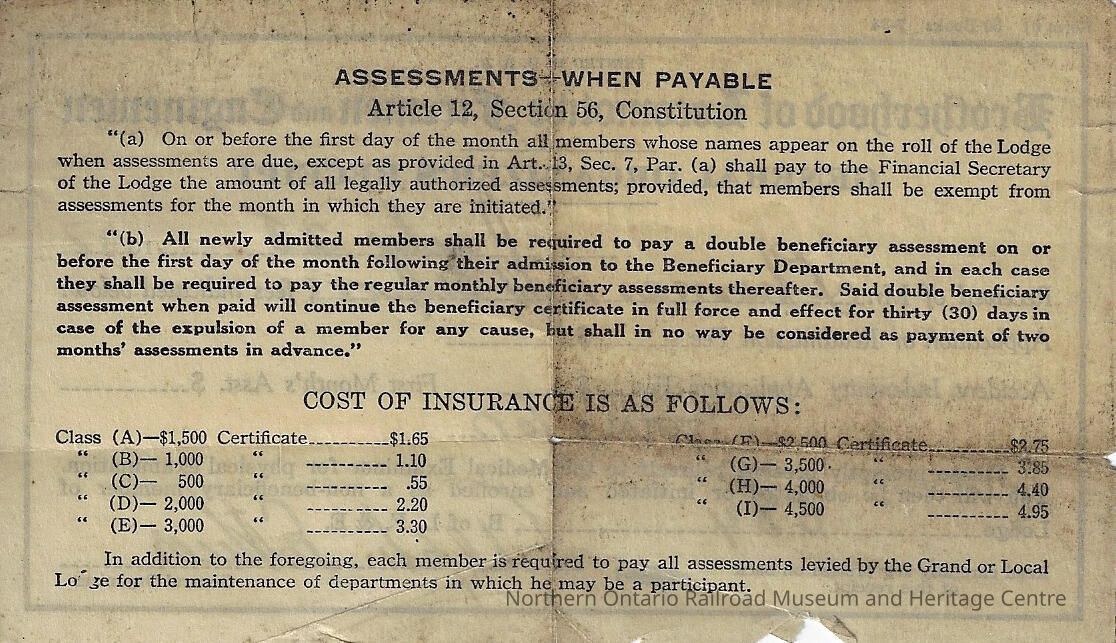 ASSESSMENTS—WHEN PAYABLE
Article 12, Section 56, Constitution
"(a) On or before the first day of the month all members whose names appear on the roll of the Lodge
when assessments are due, except as provided in Art. 13, Sec. 7, Par. (a) shall pay to the Financial Secretary
of the Lodge the amount of all legally authorized assessments; provided, that members shall be exempt from
assessments for the month in which they are initiated."
"(b) All newly admitted members shall be required to pay a double beneficiary assessment on or
before the first day of the month following their admission to the Beneficiary Department, and in each case
they shall be required to pay the regular monthly beneficiary assessments thereafter. Said double beneficiary
assessment when paid will continue the beneficiary certificate in full force and effect for thirty (30) days in
case of the expulsion of a member for any cause, but shall in no way be considered as payment of two
months' assessments in advance."
COST OF INSURANCE IS AS FOLLOWS:
Class (A)—$1,500 Certificate----------$1.65
" (B)— 1,000 " ---------- 1.10
" (C)— 500 " ---------- .55
" (D)— 2,000 " ---------- 2.20
" (E)— 3,000 " ---------- 3.30
Class (F)—$2,500 Certificate----------$2.75
" (G)— 3,500 " ---------- 3.85
" (H)— 4,000 " ---------- 4.40
" (I)— 4,500 " ---------- 4.95
In addition to the foregoing, each member is required to pay all assessments levied by the Grand or Local
Lodge for the maintenance of departments in which he may be a participant.
Northern Ontario Railroad Museum and Heritage Centre